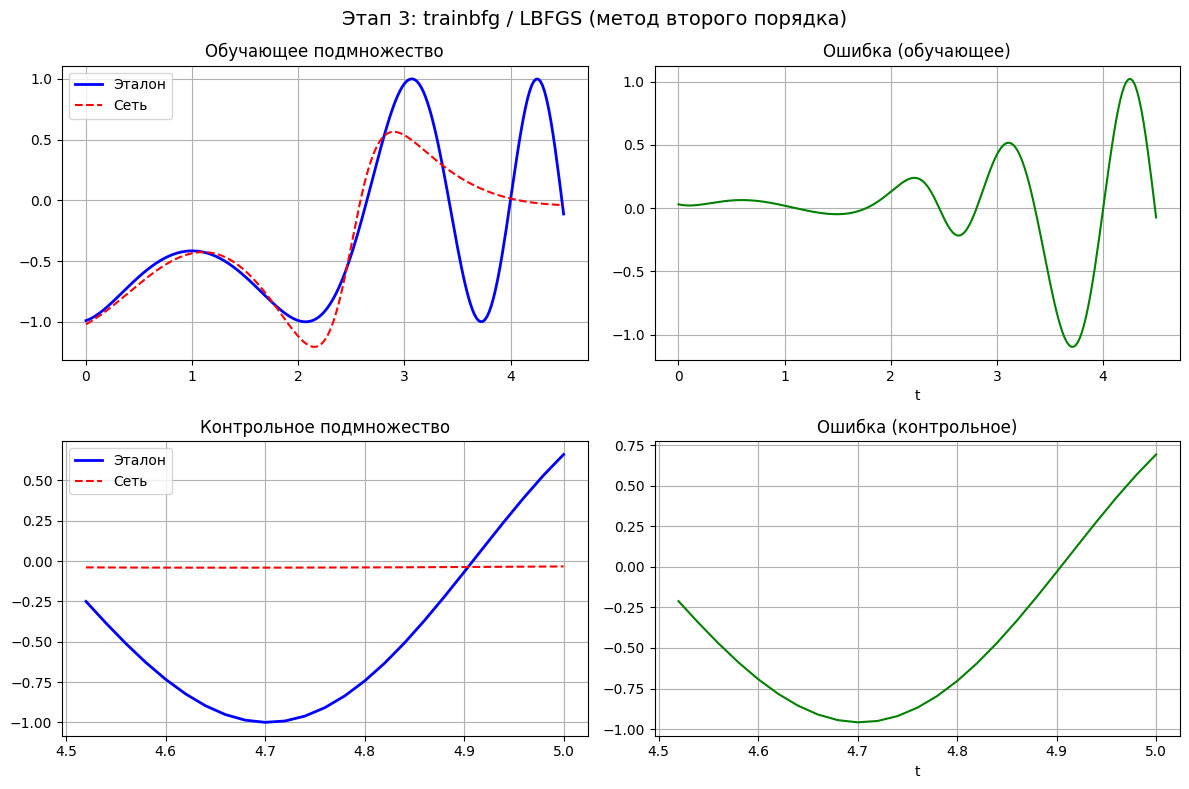 Этап 3: trainbfg / LBFGS (метод второго порядка)
Обучающее подмножество
Эталон
Сеть
1.0
0.5
0.0
−0.5
−1.0
0 1 2 3 4
Ошибка (обучающее)
1.0
0.5
0.0
−0.5
−1.0
0 1 2 3 4
t
Контрольное подмножество
Эталон
Сеть
0.50
0.25
0.00
−0.25
−0.50
−0.75
−1.00
4.5 4.6 4.7 4.8 4.9 5.0
Ошибка (контрольное)
0.75
0.50
0.25
0.00
−0.25
−0.50
−0.75
−1.00
4.5 4.6 4.7 4.8 4.9 5.0
t